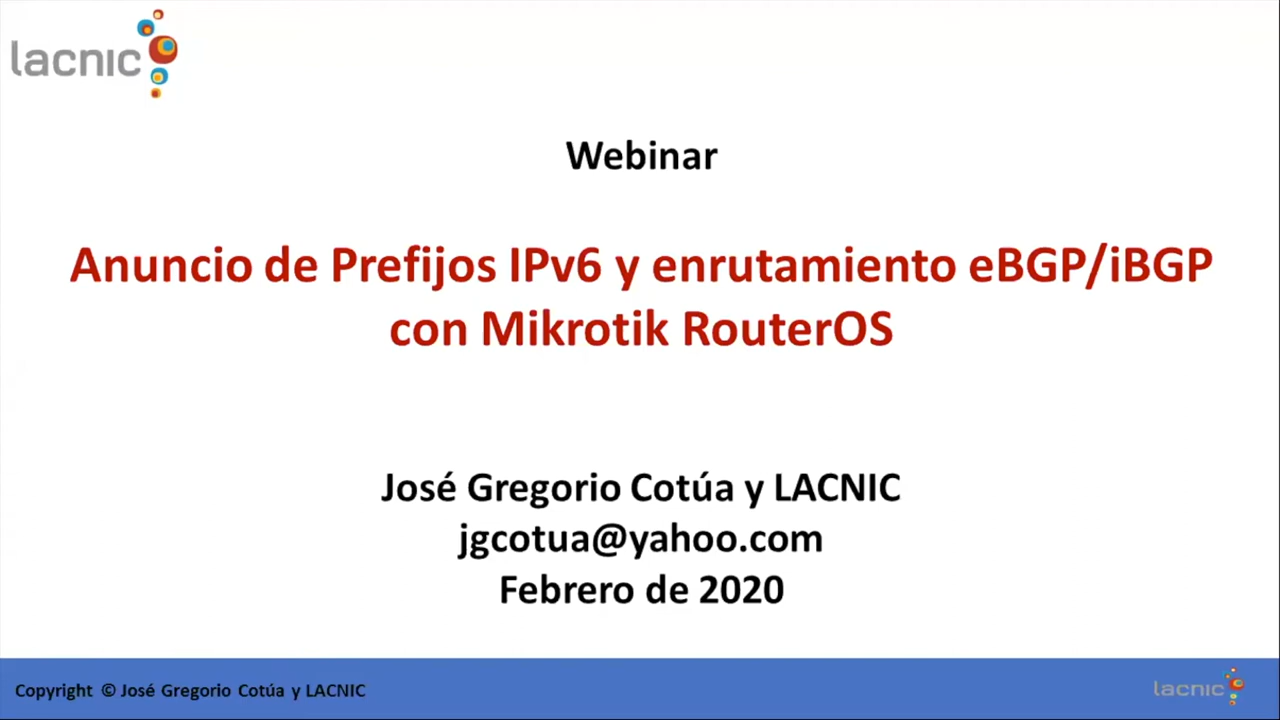 lacnic
Webinar
Anuncio de Prefijos IPv6 y enrutamiento eBGP/iBGP
con Mikrotik RouterOS
José Gregorio Cotúa y LACNIC
jgcotua@yahoo.com
Febrero de 2020
Copyright © José Gregorio Cotúa y LACNIC
lacnic